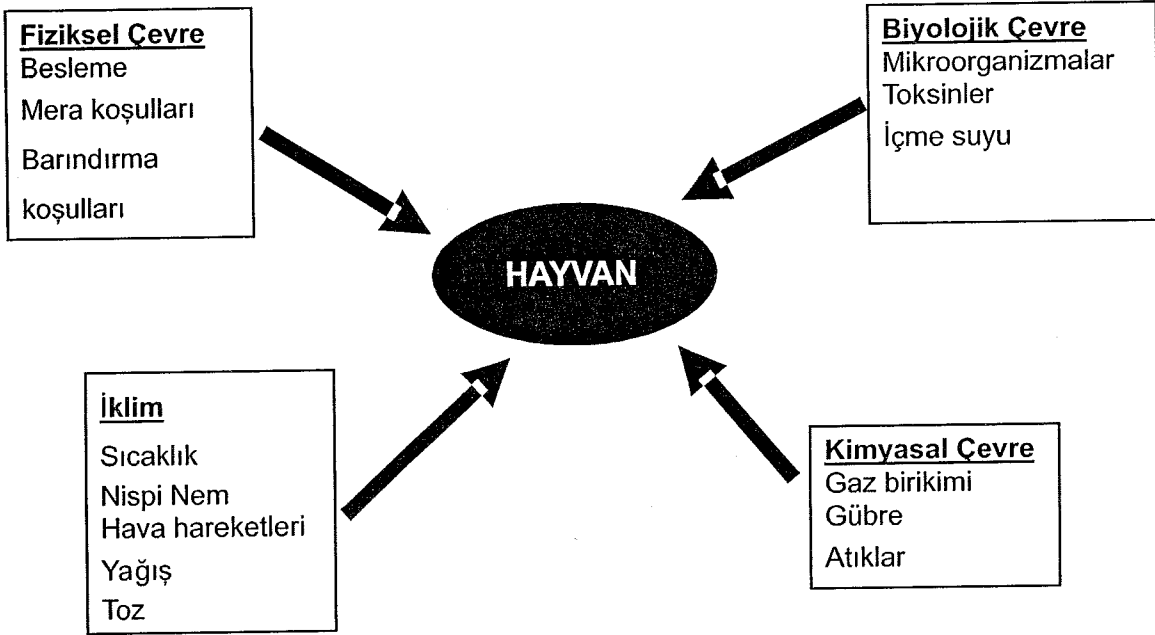 Fiziksel Çevre
Besleme
Mera koşulları
Barındırma
koşulları
Biyolojik Çevre
Mikroorganizmalar
Toksinler
İçme suyu
HAYVAN
İklim
Sıcaklık
Nispi Nem
Hava hareketleri
Yağış
Toz
Kimyasal Çevre
Gaz birikimi
Gübre
Atıklar